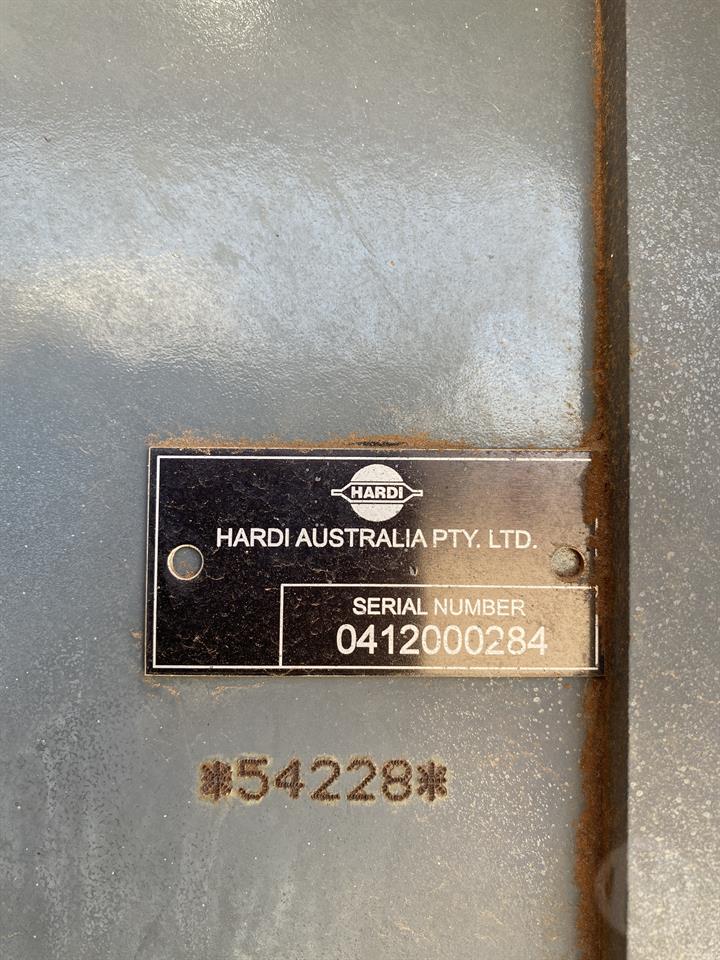 HARDI
HARDI AUSTRALIA PTY. LTD.
SERIAL NUMBER
0412000284
*54228*